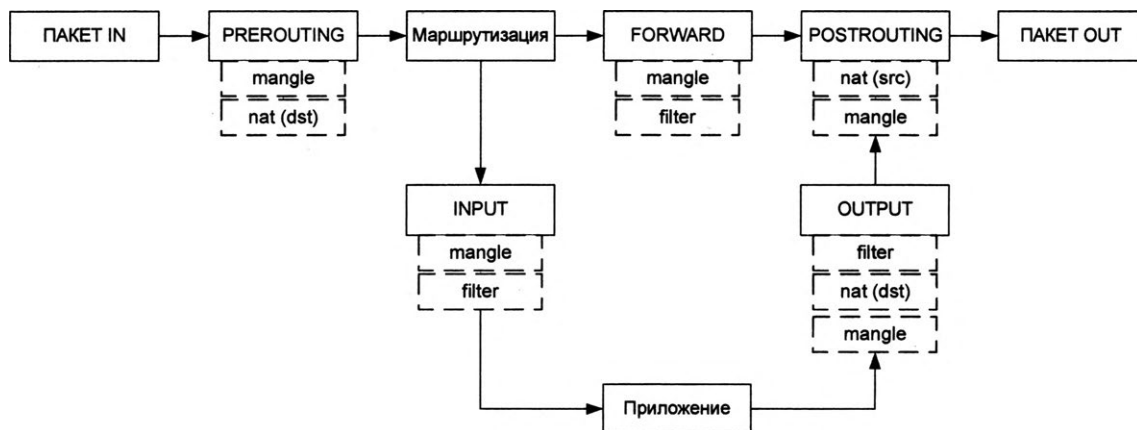 ПАКЕТ IN
PREROUTING
Маршрутизация
FORWARD
POSTROUTING
ПАКЕТ OUT
mangle
nat (dst)
mangle
filter
nat (src)
mangle
INPUT
mangle
filter
OUTPUT
filter
nat (dst)
mangle
Приложение